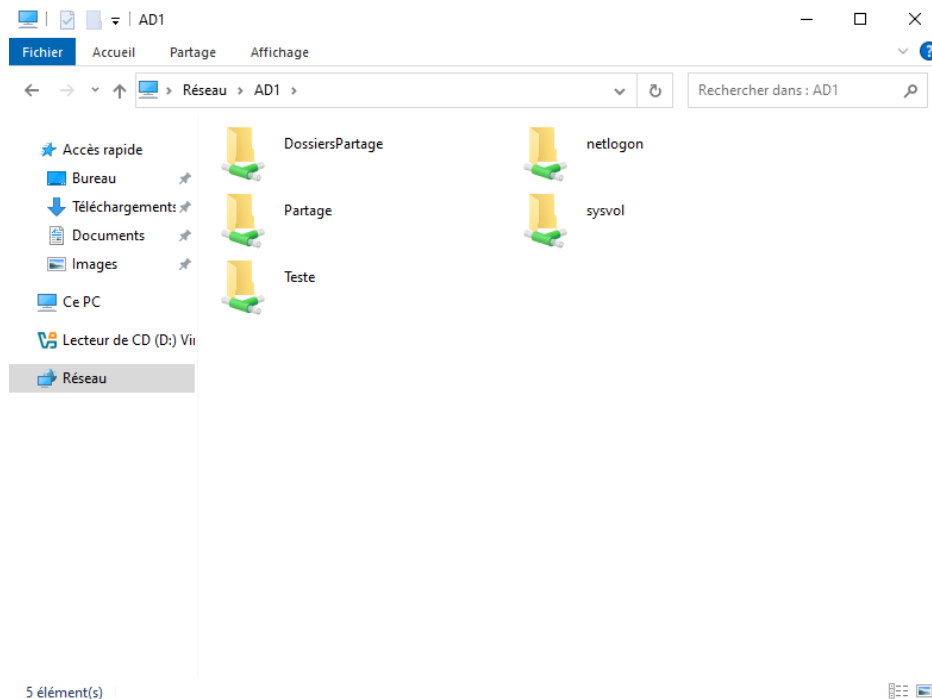 AD1
Fichier Accueil Partage Affichage
Réseau AD1 Rechercher dans : AD1
Accès rapide
Bureau
Téléchargements
Documents
Images
Ce PC
Lecteur de CD (D:) Vi
Réseau
DossiersPartage
netlogon
Partage
sysvol
Teste
5 élément(s)